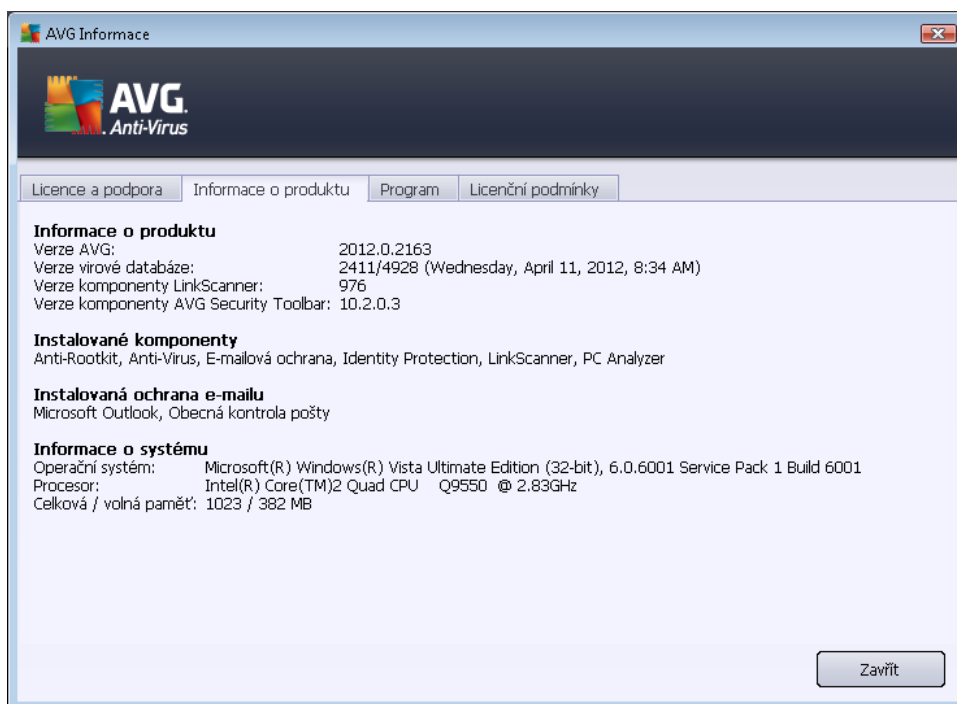 AVG Informace
AVG.
Anti-Virus
Licence a podpora Informace o produktu Program Licenční podmínky
Informace o produktu
Verze AVG: 2012.0.2163
Verze virové databáze: 2411/4928 (Wednesday, April 11, 2012, 8:34 AM)
Verze komponenty LinkScanner: 976
Verze komponenty AVG Security Toolbar: 10.2.0.3
Instalované komponenty
Anti-Rootkit, Anti-Virus, E-mailová ochrana, Identity Protection, LinkScanner, PC Analyzer
Instalovaná ochrana e-mailu
Microsoft Outlook, Obecná kontrola pošty
Informace o systému
Operační systém: Microsoft(R) Windows(R) Vista Ultimate Edition (32-bit), 6.0.6001 Service Pack 1 Build 6001
Procesor: Intel(R) Core(TM)2 Quad CPU Q9550 @ 2.83GHz
Celková / volná paměť: 1023 / 382 MB
Zavřít